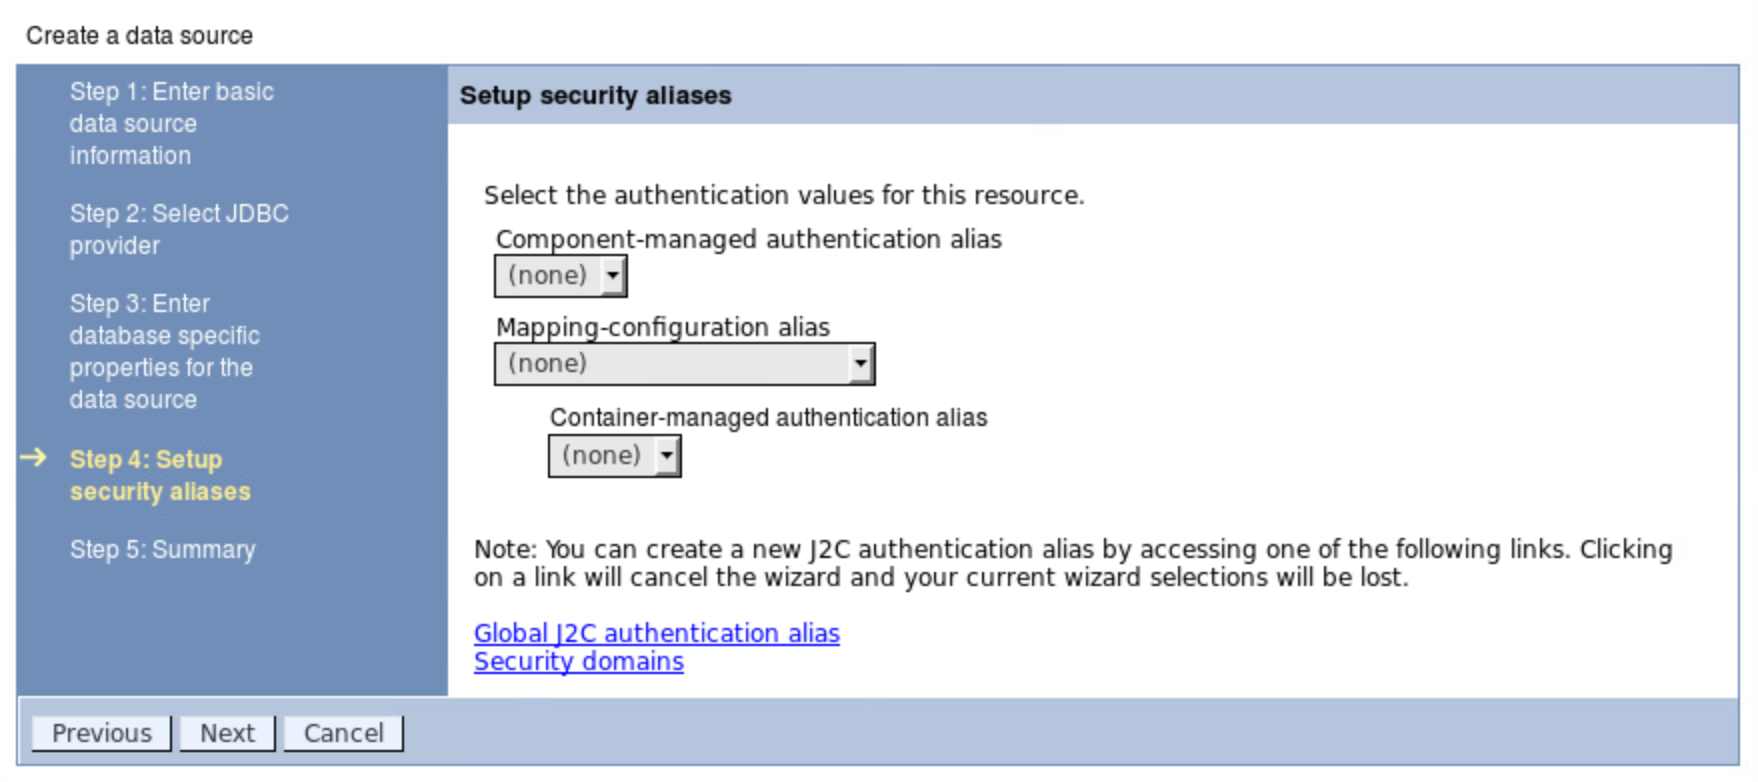 Create a data source
Step 1: Enter basic
data source
information
Step 2: Select JDBC
provider
Step 3: Enter
database specific
properties for the
data source
Step 4: Setup
security aliases
Step 5: Summary
Setup security aliases
Select the authentication values for this resource.
Component-managed authentication alias
(none)
Mapping-configuration alias
(none)
Container-managed authentication alias
(none)
Note: You can create a new J2C authentication alias by accessing one of the following links. Clicking
on a link will cancel the wizard and your current wizard selections will be lost.
Global J2C authentication alias
Security domains
Previous Next Cancel